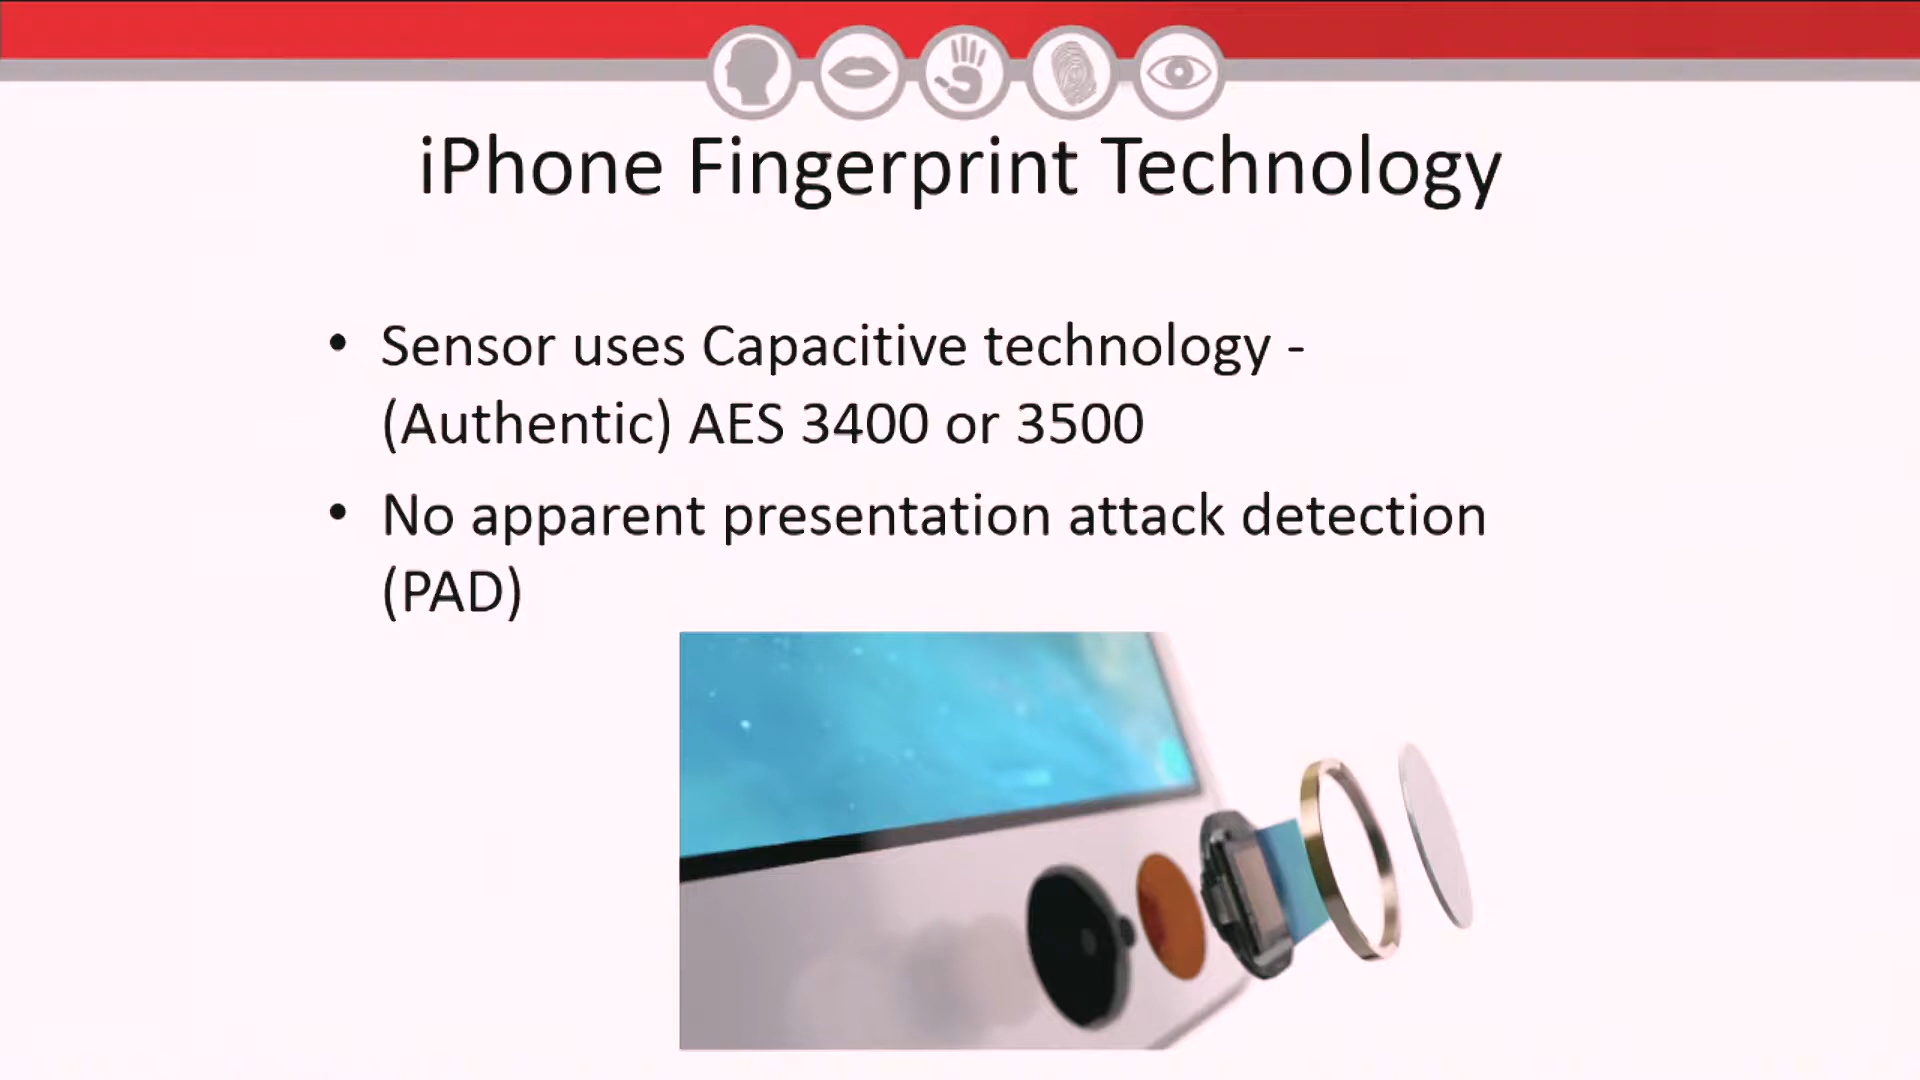 iPhone Fingerprint Technology
• Sensor uses Capacitive technology -
(Authentic) AES 3400 or 3500
• No apparent presentation attack detection
(PAD)